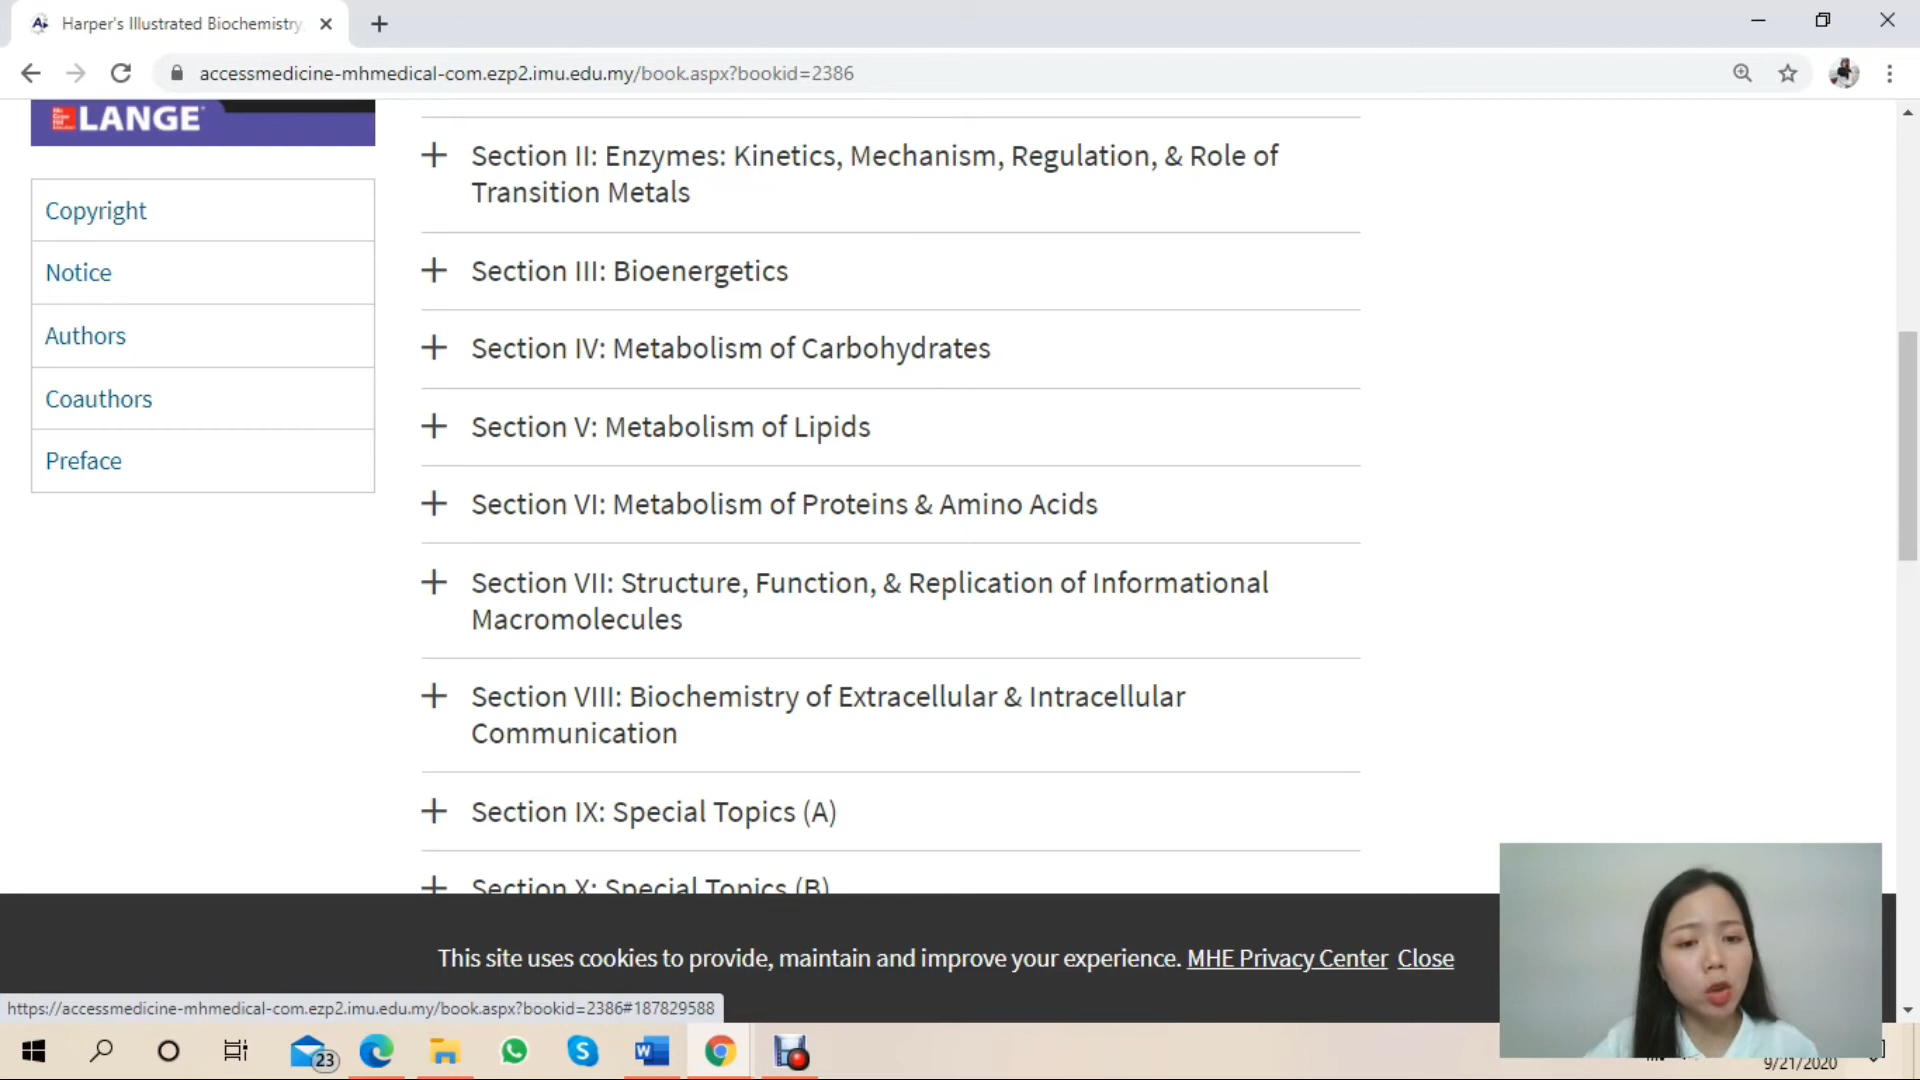 Harper's Illustrated Biochemistry
accessmedicine-mhmedical-com.ezp2.imu.edu.my/book.aspx?bookid=2386
LANGE
Copyright
Notice
Authors
Coauthors
Preface
Section II: Enzymes: Kinetics, Mechanism, Regulation, & Role of
Transition Metals
Section III: Bioenergetics
Section IV: Metabolism of Carbohydrates
Section V: Metabolism of Lipids
Section VI: Metabolism of Proteins & Amino Acids
Section VII: Structure, Function, & Replication of Informational
Macromolecules
Section VIII: Biochemistry of Extracellular & Intracellular
Communication
Section IX: Special Topics (A)
Section X: Special Topics (B)
This site uses cookies to provide, maintain and improve your experience. MHE Privacy Center Close
https://accessmedicine-mhmedical-com.ezp2.imu.edu.my/book.aspx?bookid=2386#187829588
23
9/21/2020